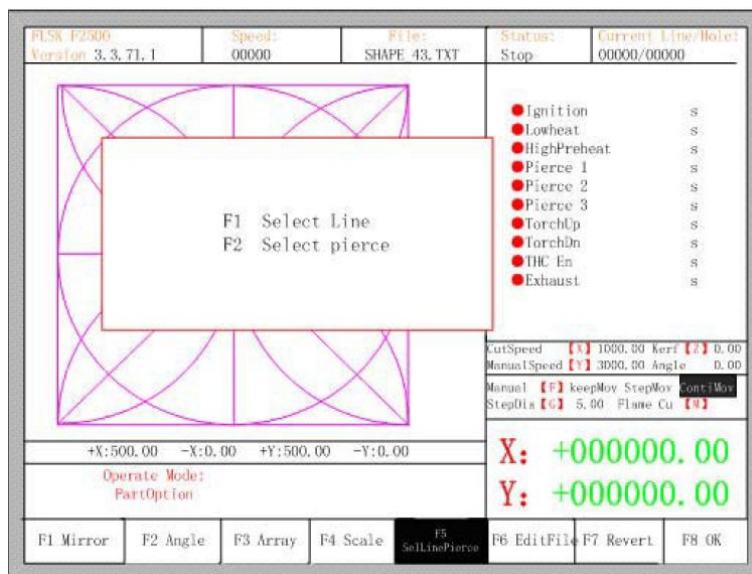 FLSK F2500 Speed: File: Status: Current Line/Hole:
Version 3.3.71.1 00000 SHAPE 43.TXT Stop 00000/00000
Ignition s
Lowheat s
HighPreheat s
Pierce 1 s
Pierce 2 s
Pierce 3 s
TorchUp s
TorchDn s
THC En s
Exhaust s
F1 Select Line
F2 Select pierce
CutSpeed 【X】 1000.00 Kerf 【Z】 0.00
ManualSpeed 【Y】 3000.00 Angle 0.00
Manual 【F】 keepMov StepMov ContiMov
StepDis 【G】 5.00 Flame Cu 【M】
+X:500.00 -X:0.00 +Y:500.00 -Y:0.00
Operate Mode:
PartOption
X: +000000.00
Y: +000000.00
F1 Mirror F2 Angle F3 Array F4 Scale F5 SelLinePierce F6 EditFile F7 Revert F8 OK